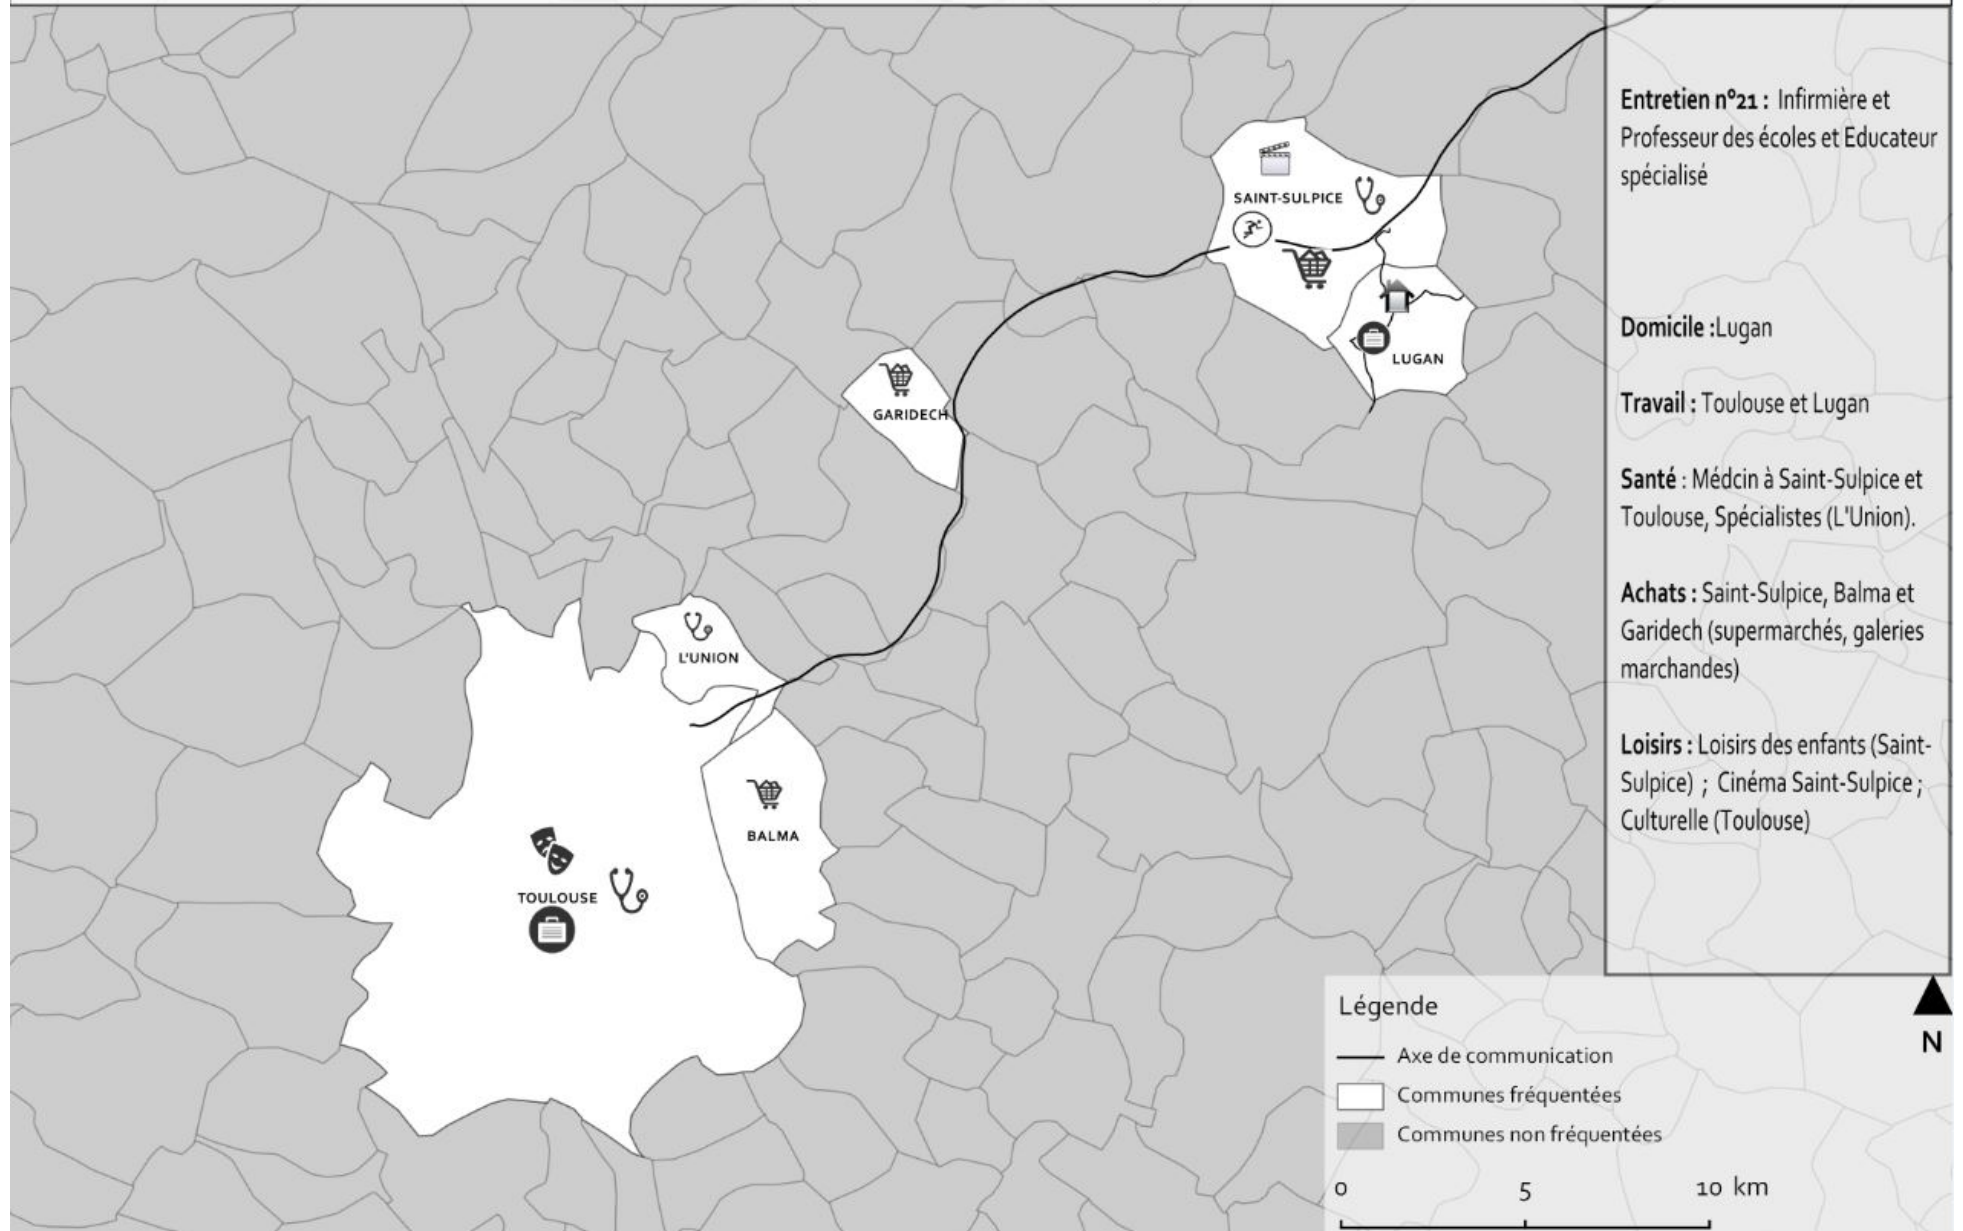 SAINT-SULPICE
LUGAN
GARIDECH
L'UNION
BALMA
TOULOUSE
Entretien n°21 : Infirmière et
Professeur des écoles et Educateur
spécialisé
Domicile :Lugan
Travail : Toulouse et Lugan
Santé : Médcin à Saint-Sulpice et
Toulouse, Spécialistes (L'Union).
Achats : Saint-Sulpice, Balma et
Garidech (supermarchés, galeries
marchandes)
Loisirs : Loisirs des enfants (Saint-
Sulpice) ; Cinéma Saint-Sulpice ;
Culturelle (Toulouse)
N
Légende
Axe de communication
Communes fréquentées
Communes non fréquentées
0 5 10 km